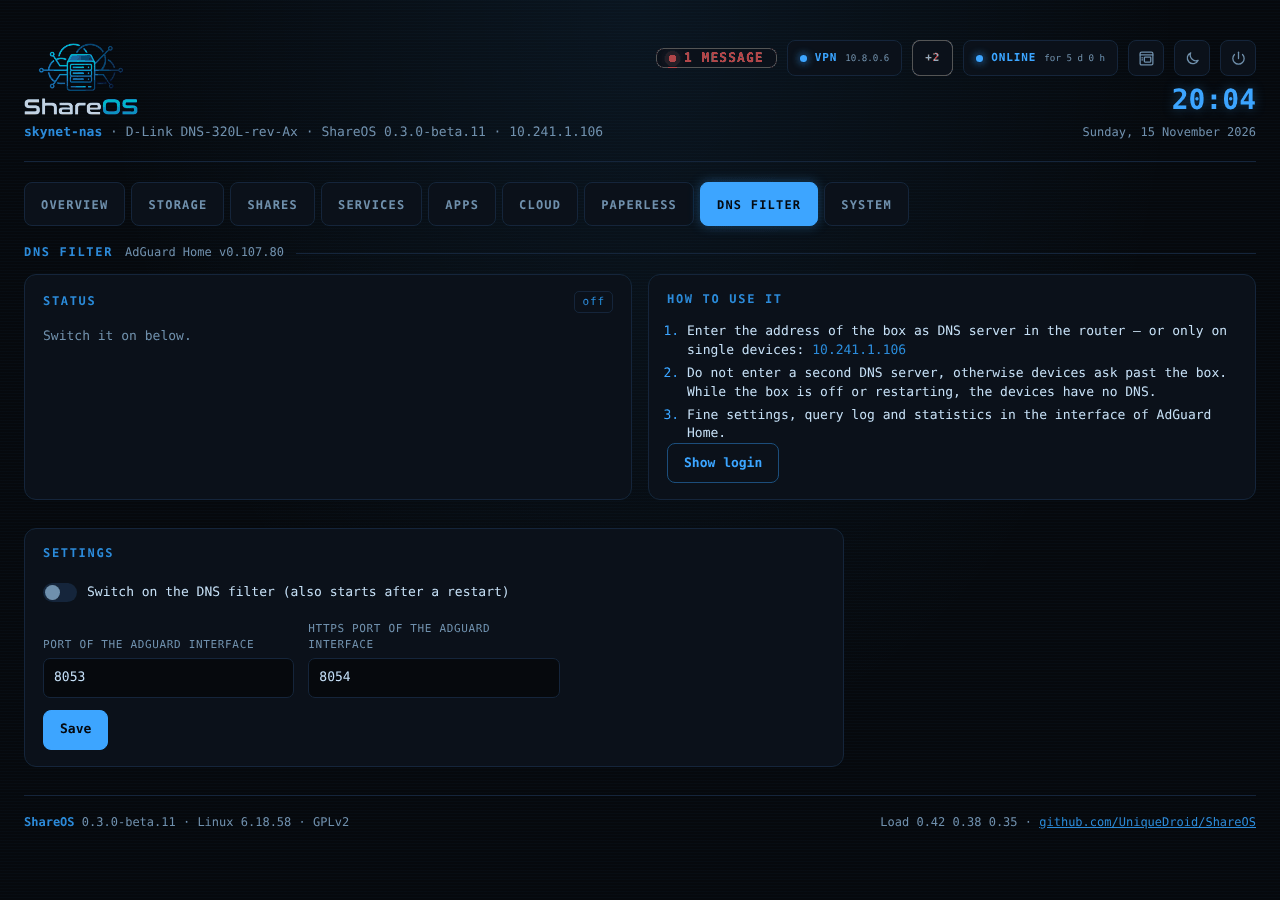 1 MESSAGE
VPN 10.8.0.6
+2
ONLINE for 5 d 0 h
ShareOS
20:04
skynet-nas · D-Link DNS-320L-rev-Ax · ShareOS 0.3.0-beta.11 · 10.241.1.106
Sunday, 15 November 2026
OVERVIEW
STORAGE
SHARES
SERVICES
APPS
CLOUD
PAPERLESS
DNS FILTER
SYSTEM
DNS FILTER AdGuard Home v0.107.80
STATUS
off
Switch it on below.
HOW TO USE IT
1. Enter the address of the box as DNS server in the router — or only on
single devices: 10.241.1.106
2. Do not enter a second DNS server, otherwise devices ask past the box.
While the box is off or restarting, the devices have no DNS.
3. Fine settings, query log and statistics in the interface of AdGuard
Home.
Show login
SETTINGS
Switch on the DNS filter (also starts after a restart)
PORT OF THE ADGUARD INTERFACE
8053
HTTPS PORT OF THE ADGUARD
INTERFACE
8054
Save
ShareOS 0.3.0-beta.11 · Linux 6.18.58 · GPLv2
Load 0.42 0.38 0.35 · github.com/UniqueDroid/ShareOS